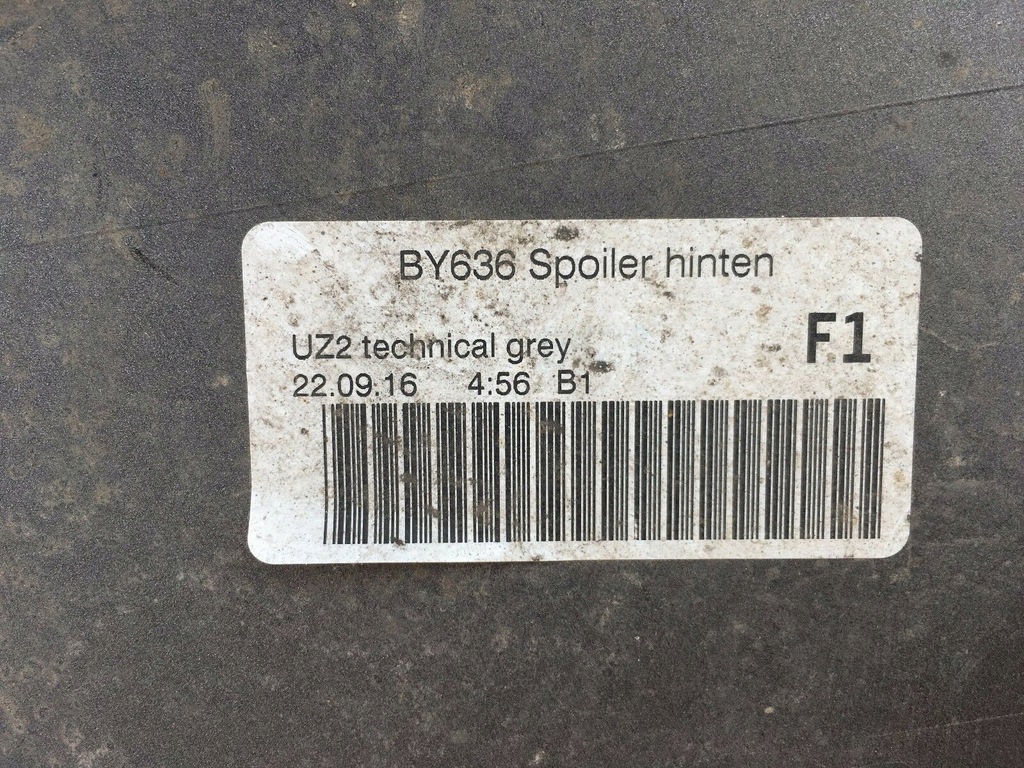 BY636 Spoiler hinten
F1
UZ2 technical grey
22.09.16 4:56 B1